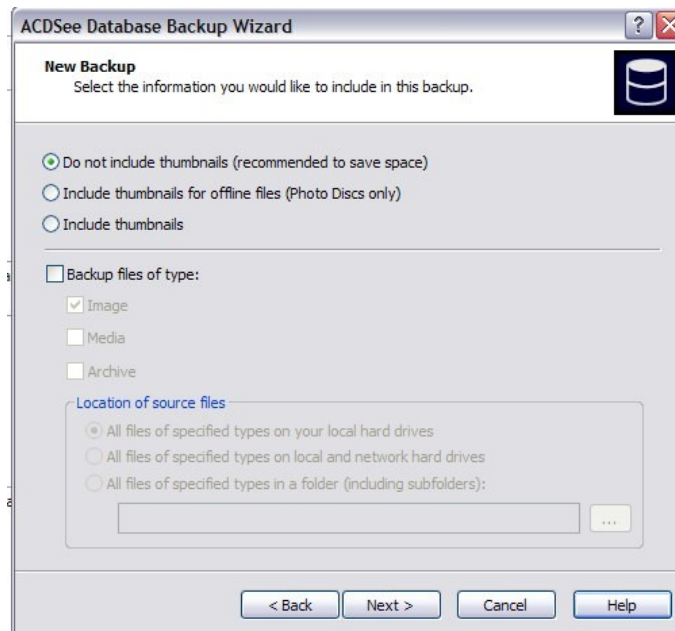 ACDSee Database Backup Wizard
?
New Backup
Select the information you would like to include in this backup.
Do not include thumbnails (recommended to save space)
Include thumbnails for offline files (Photo Discs only)
Include thumbnails
a
Backup files of type:
Image
Media
Archive
Location of source files
All files of specified types on your local hard drives
All files of specified types on local and network hard drives
All files of specified types in a folder (including subfolders):
a
...
< Back Next > Cancel Help